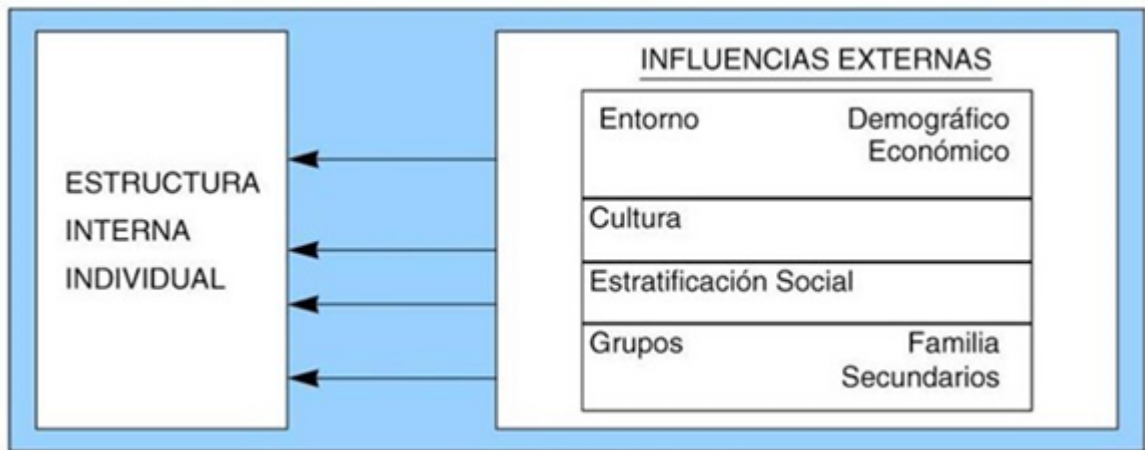 ESTRUCTURA
INTERNA
INDIVIDUAL
INFLUENCIAS EXTERNAS
Entorno Demográfico
Económico
Cultura
Estratificación Social
Grupos Familia
Secundarios